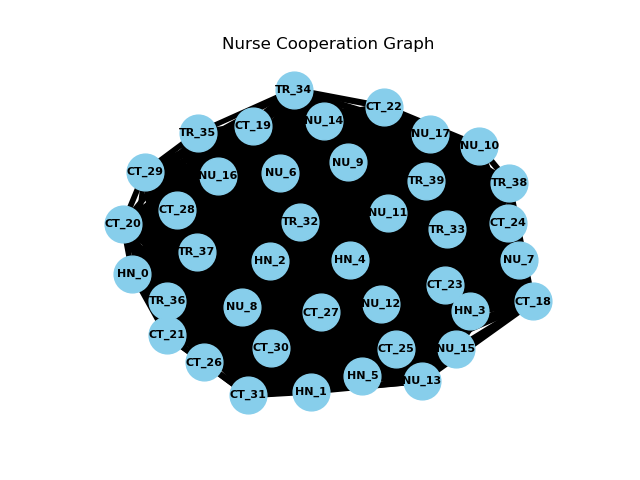 Nurse Cooperation Graph
TR_34
CT_22
NU_14
CT_19
TR_35
NU_17
NU_10
NU_9
CT_29
NU_6
NU_16
TR_39
TR_38
CT_28
NU_11
TR_32
CT_24
CT_20
TR_33
TR_37
HN_2
HN_4
NU_7
HN_0
CT_23
TR_36
CT_18
NU_12
NU_8
HN_3
CT_27
CT_21
CT_30
CT_25
NU_15
CT_26
HN_5
NU_13
HN_1
CT_31